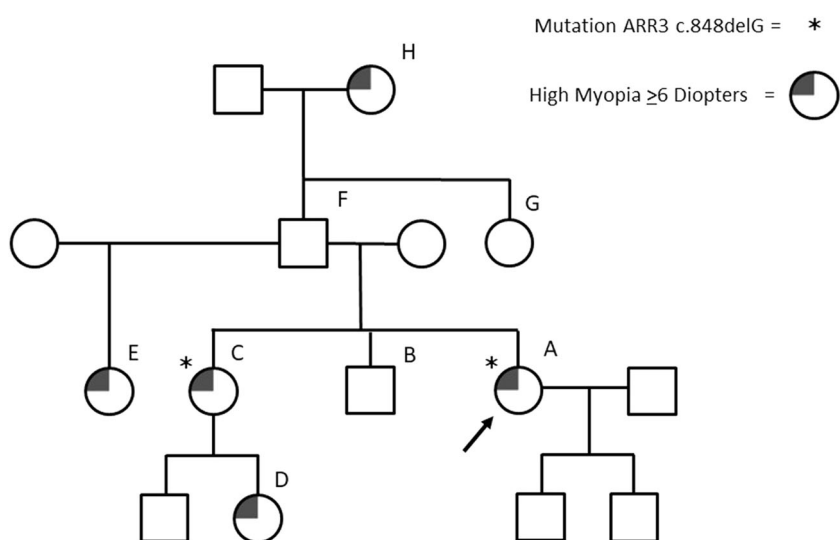 Mutation ARR3 c.848delG = *
H
High Myopia ≥6 Diopters =
F
G
E
* C
B
* A
D